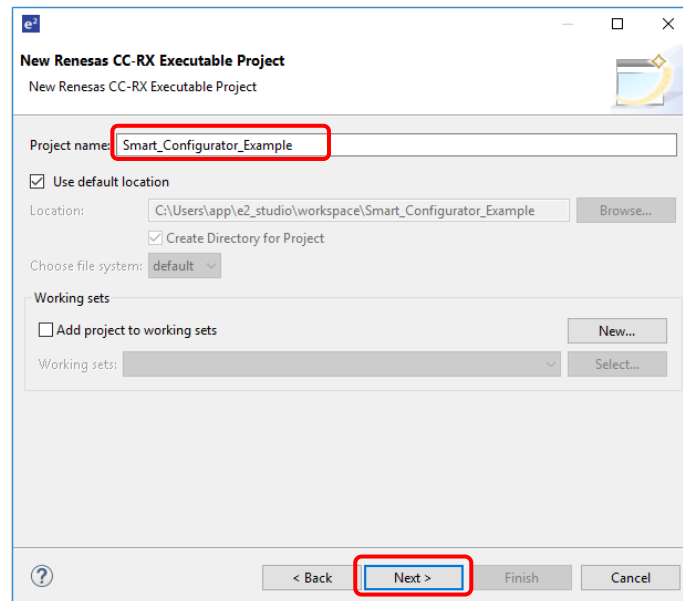 e²
New Renesas CC-RX Executable Project
New Renesas CC-RX Executable Project
Project name: Smart_Configurator_Example
Use default location
Location: C:\Users\app\e2_studio\workspace\Smart_Configurator_Example Browse...
Create Directory for Project
Choose file system: default
Working sets
Add project to working sets New...
Working sets: Select...
? < Back Next > Finish Cancel